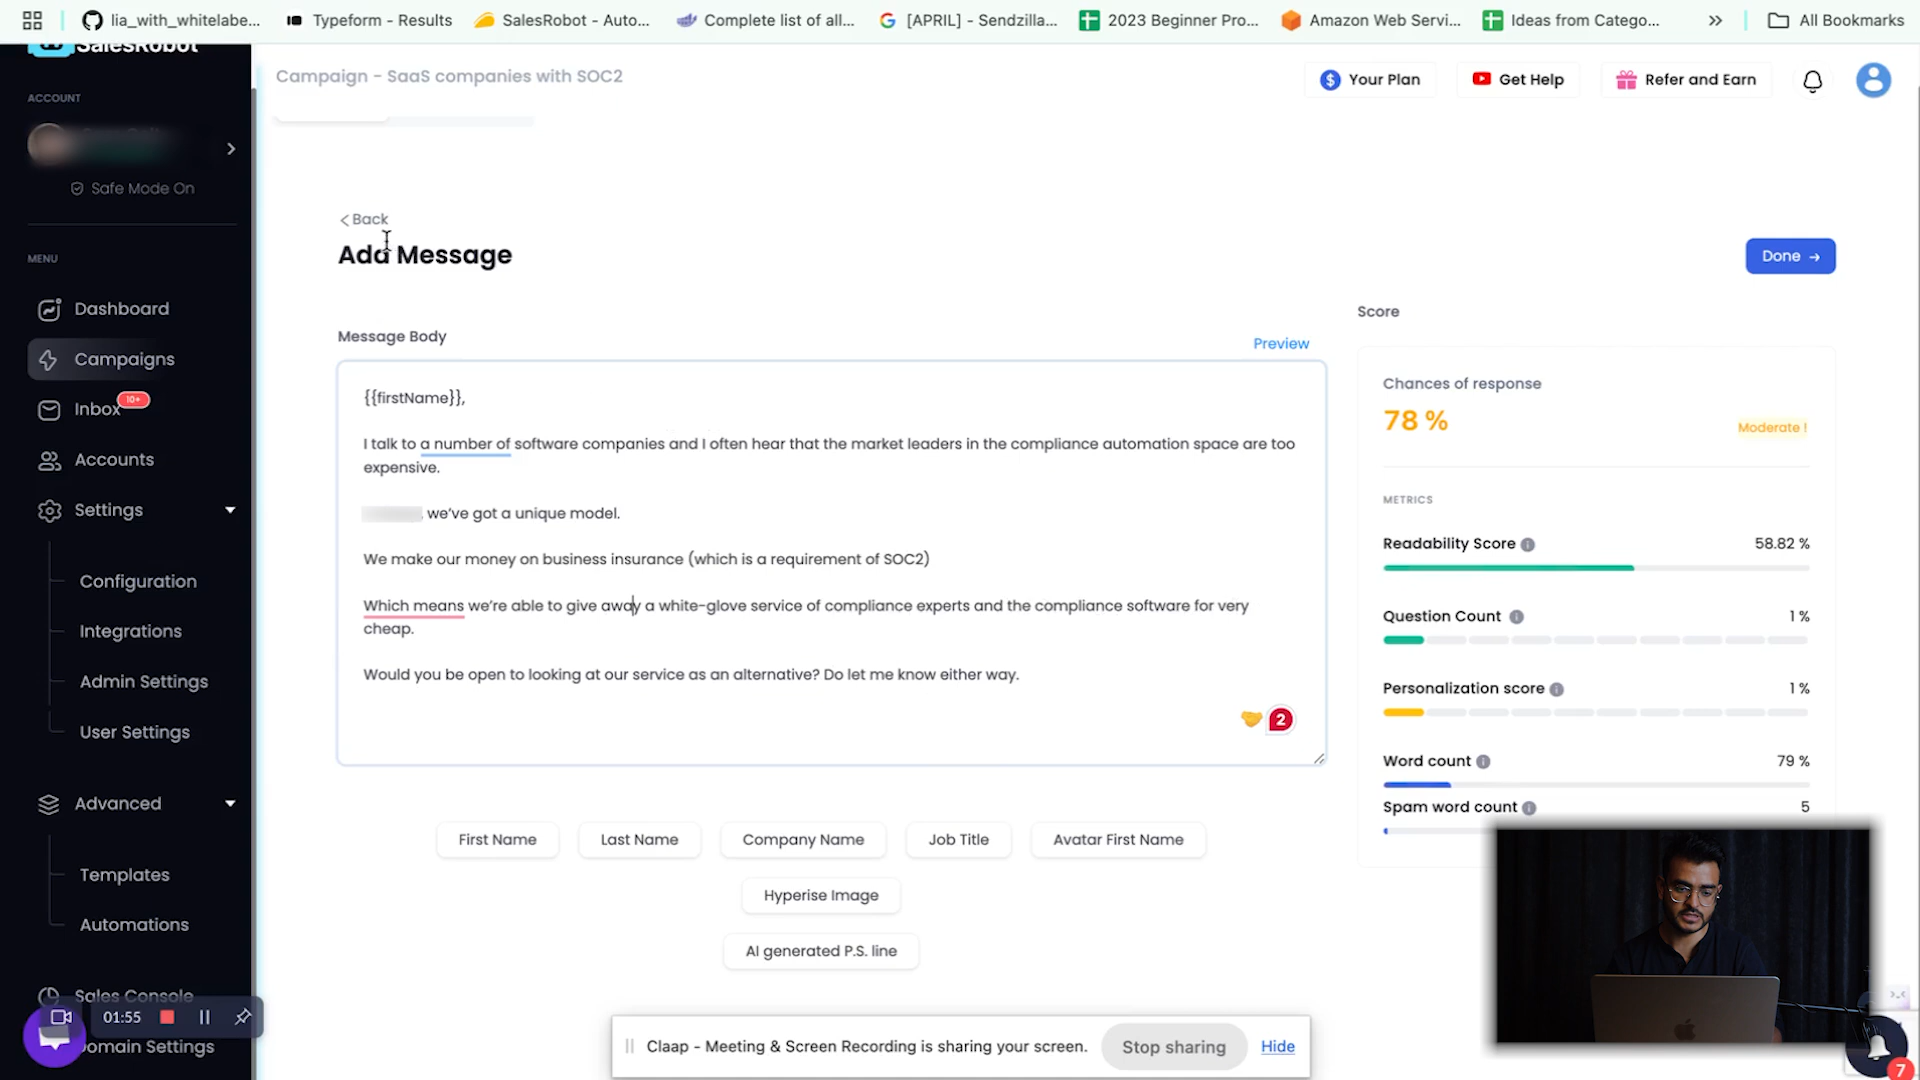 lia_with_whitelabe...
Typeform - Results
SalesRobot - Auto...
Complete list of all...
[APRIL] - Sendzilla...
2023 Beginner Pro...
Amazon Web Servi...
Ideas from Catego...
»
All Bookmarks
SalesRobot
Campaign - SaaS companies with SOC2
Your Plan
Get Help
Refer and Earn
ACCOUNT
Safe Mode On
MENU
Dashboard
Campaigns
Inbox
10+
Accounts
Settings
Configuration
Integrations
Admin Settings
User Settings
Advanced
Templates
Automations
Sales Console
01:55
Domain Settings
< Back
Add Message
Done →
Message Body
Preview
{{firstName}},
I talk to a number of software companies and I often hear that the market leaders in the compliance automation space are too
expensive.
, we've got a unique model.
We make our money on business insurance (which is a requirement of SOC2)
Which means we're able to give away a white-glove service of compliance experts and the compliance software for very
cheap.
Would you be open to looking at our service as an alternative? Do let me know either way.
2
First Name
Last Name
Company Name
Job Title
Avatar First Name
Hyperise Image
AI generated P.S. line
Score
Chances of response
78 %
Moderate !
METRICS
Readability Score
58.82 %
Question Count
1 %
Personalization score
1 %
Word count
79 %
Spam word count
5
Claap - Meeting & Screen Recording is sharing your screen.
Stop sharing
Hide
7